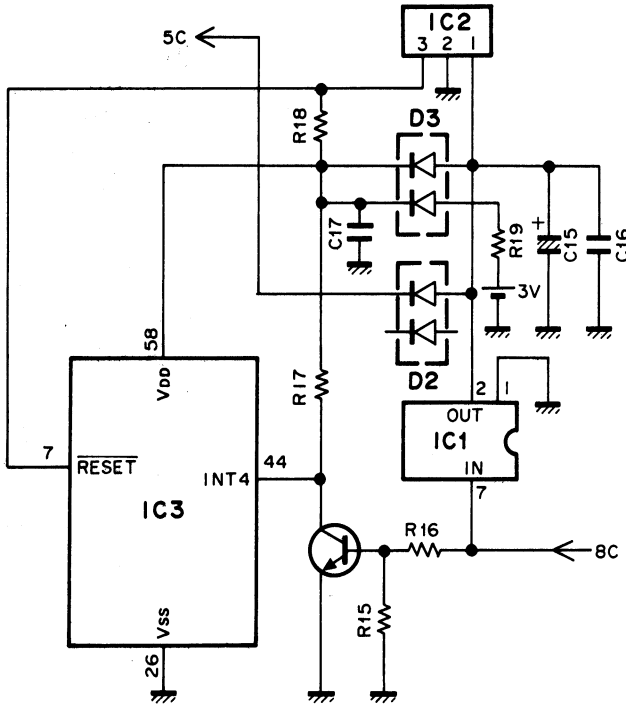 IC2
5C
3 2 1
R18
D3
C17
R19
+
C15
C16
3V
58
D2
VDD
R17
2 1
OUT
IC1
7
RESET
44
INT4
IN
IC3
7
R16
8C
R15
VSS
26